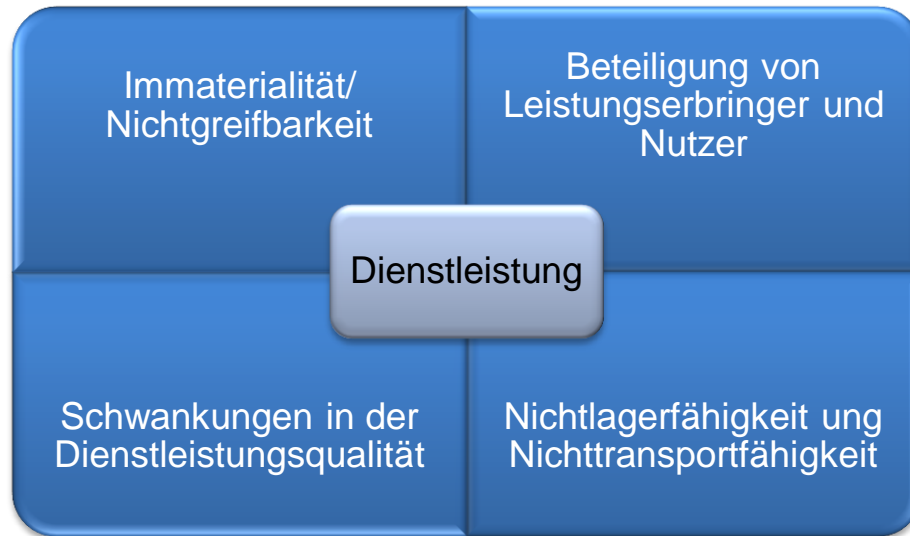 Immaterialität/
Nichtgreifbarkeit
Beteiligung von
Leistungserbringer und
Nutzer
Dienstleistung
Schwankungen in der
Dienstleistungsqualität
Nichtlagerfähigkeit ung
Nichttransportfähigkeit